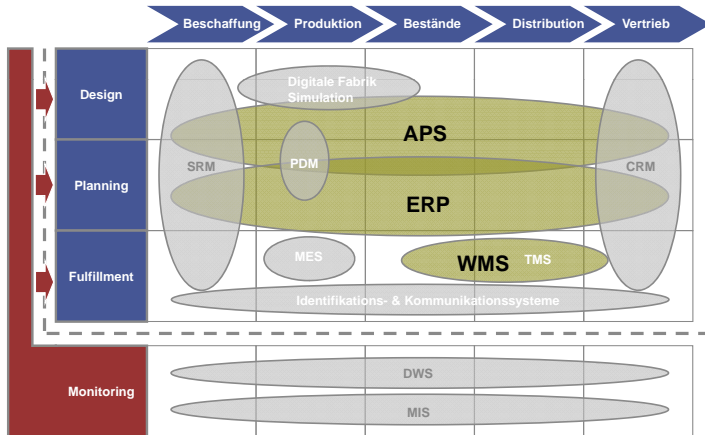 Beschaffung Produktion Bestände Distribution Vertrieb
Design
Digitale Fabrik
Simulation
APS
SRM
PDM
CRM
Planning
ERP
MES
WMS TMS
Fulfillment
Identifikations- & Kommunikationssysteme
DWS
Monitoring
MIS